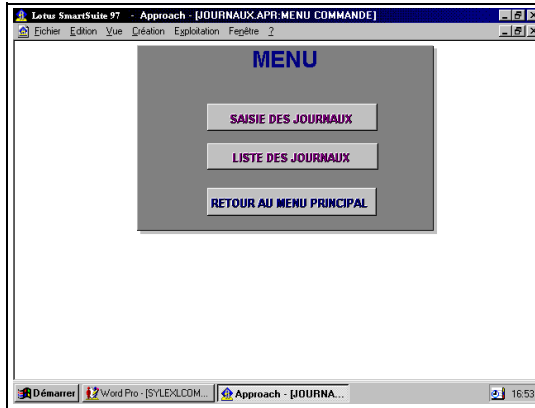 Lotus SmartSuite 97 - Approach - [JOURNAUX.APR:MENU COMMANDE]
Fichier Edition Vue Création Exploitation Fenêtre ?
MENU
SAISIE DES JOURNAUX
LISTE DES JOURNAUX
RETOUR AU MENU PRINCIPAL
Démarrer Word Pro - [SYLEXLCOM... Approach - [JOURNA... 16:53